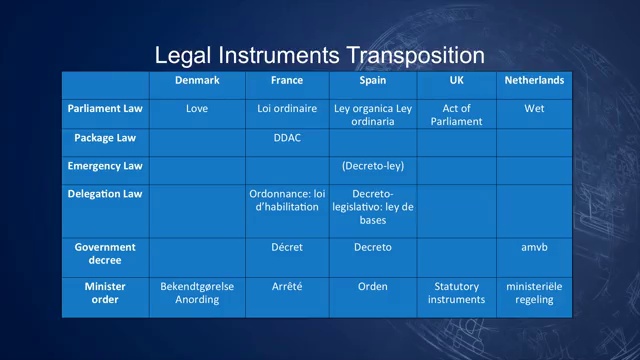 Legal Instruments Transposition
Denmark France Spain UK Netherlands
Parliament Law Love Loi ordinaire Ley organica Ley ordinaria Act of Parliament Wet
Package Law DDAC
Emergency Law (Decreto-ley)
Delegation Law Ordonnance: loi d'habilitation Decreto-legislativo: ley de bases
Government decree Décret Decreto amvb
Minister order Bekendtgørelse Anording Arrêté Orden Statutory instruments ministeriële regeling